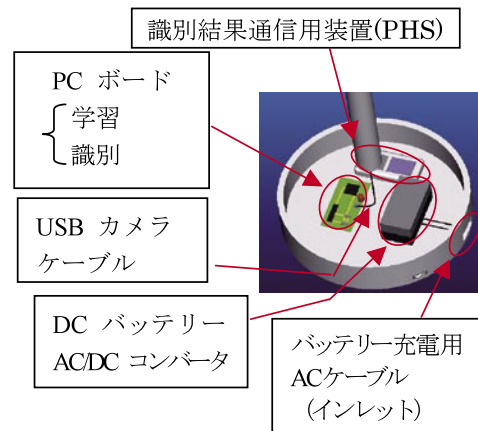 識別結果通信用装置(PHS)
PC ボード
学習
識別
USB カメラ
ケーブル
DC バッテリー
AC/DC コンバータ
バッテリー充電用
ACケーブル
(インレット)